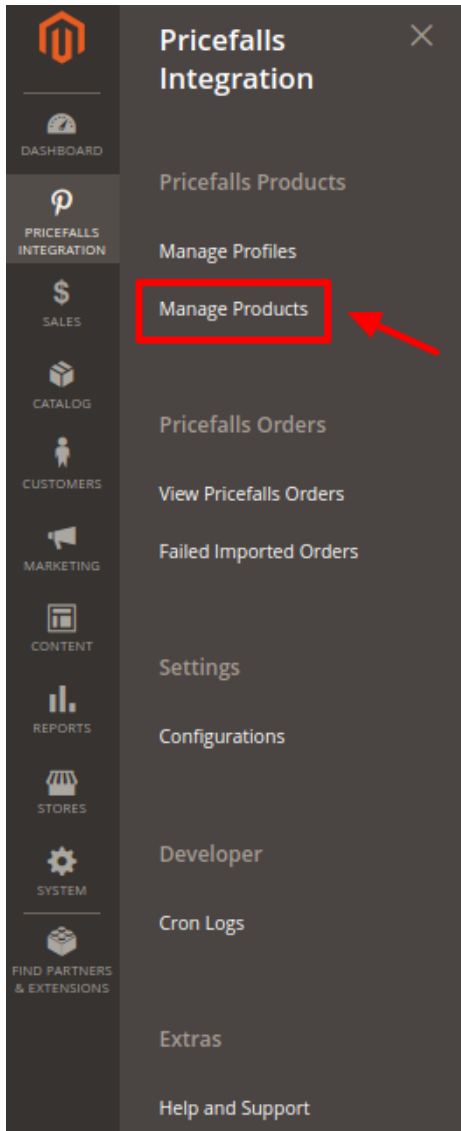 DASHBOARD
PRICEFALLS
INTEGRATION
SALES
CATALOG
CUSTOMERS
MARKETING
CONTENT
REPORTS
STORES
SYSTEM
FIND PARTNERS
& EXTENSIONS
Pricefalls
Integration
Pricefalls Products
Manage Profiles
Manage Products
Pricefalls Orders
View Pricefalls Orders
Failed Imported Orders
Settings
Configurations
Developer
Cron Logs
Extras
Help and Support